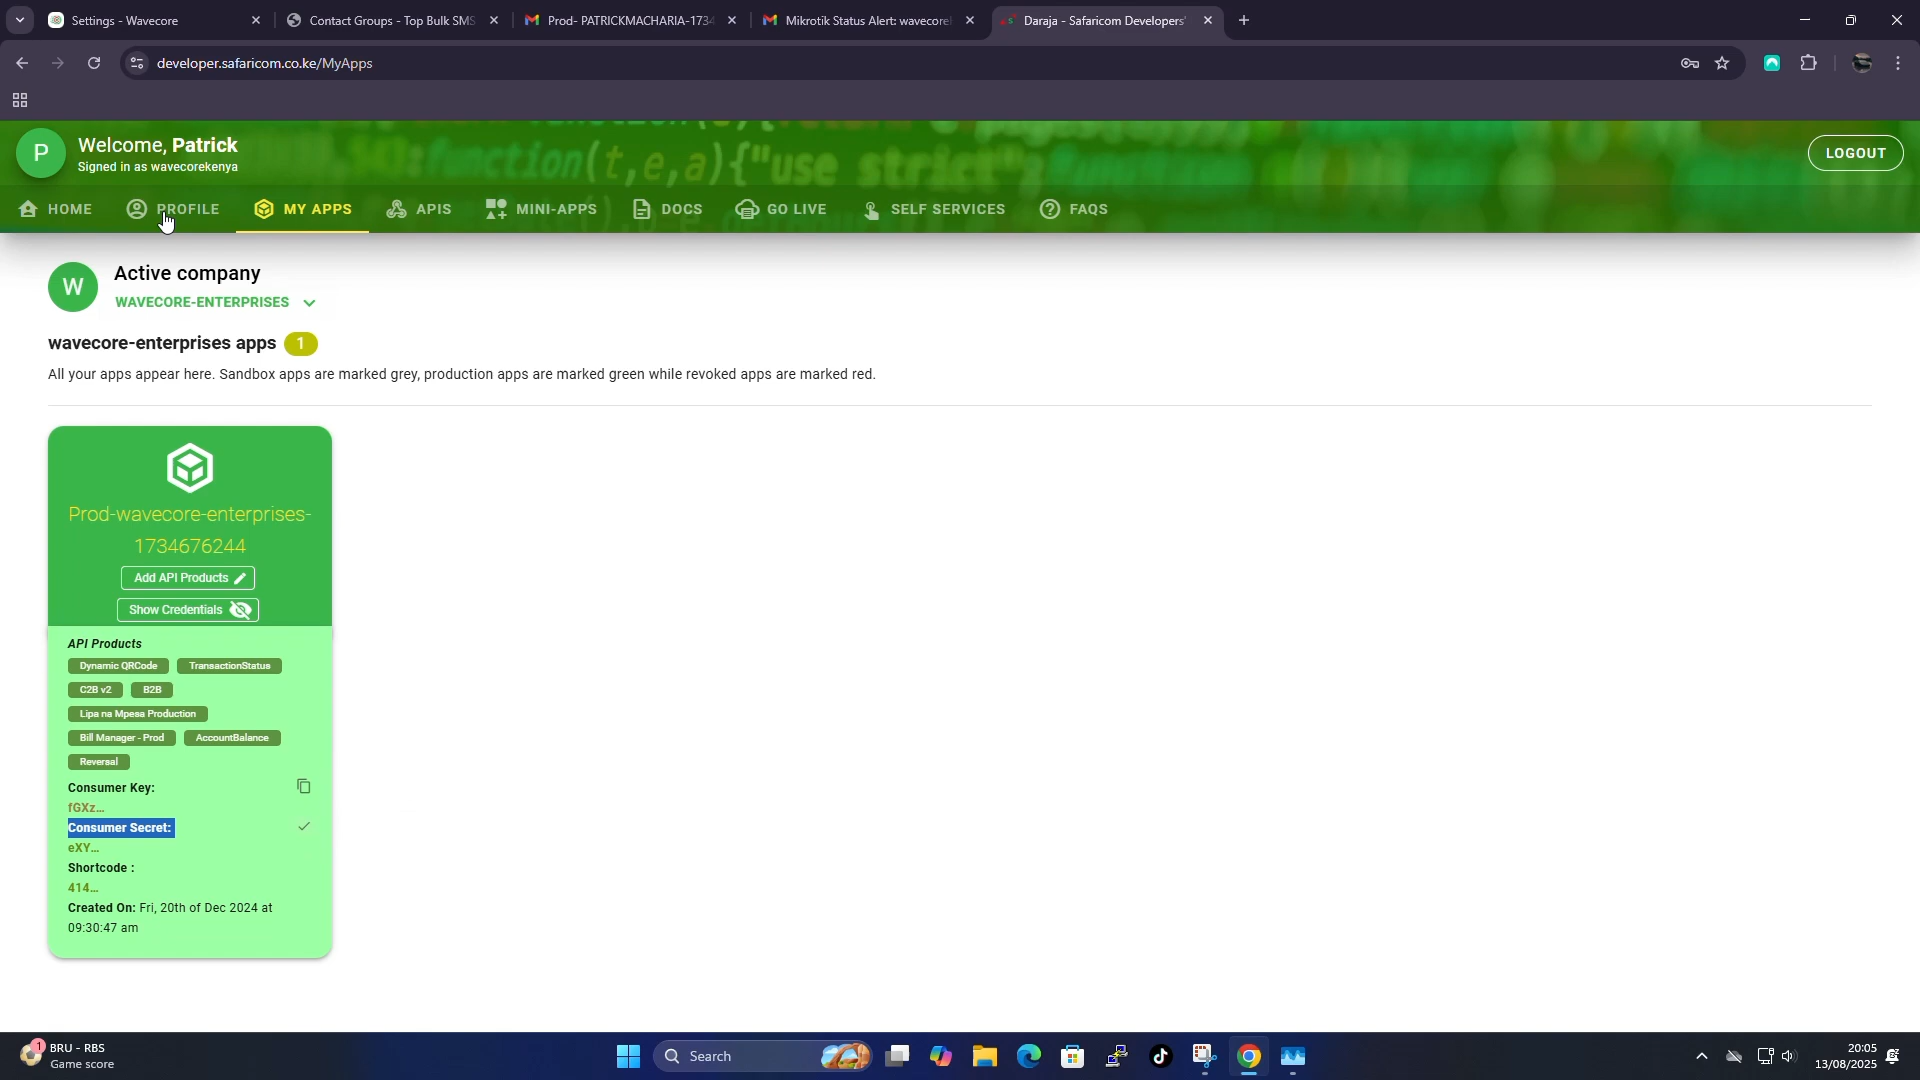 Settings - Wavecore
Contact Groups - Top Bulk SMS
Prod- PATRICKMACHARIA-1734
Mikrotik Status Alert: wavecore
Daraja - Safaricom Developers'
developer.safaricom.co.ke/MyApps
P
Welcome, Patrick
Signed in as wavecorekenya
LOGOUT
HOME
PROFILE
MY APPS
APIS
MINI-APPS
DOCS
GO LIVE
SELF SERVICES
FAQS
W
Active company
WAVECORE-ENTERPRISES
wavecore-enterprises apps 1
All your apps appear here. Sandbox apps are marked grey, production apps are marked green while revoked apps are marked red.
Prod-wavecore-enterprises-
1734676244
Add API Products
Show Credentials
API Products
Dynamic QRCode TransactionStatus
C2B v2 B2B
Lipa na Mpesa Production
Bill Manager - Prod AccountBalance
Reversal
Consumer Key:
fGXz...
Consumer Secret:
eXY...
Shortcode :
414...
Created On: Fri, 20th of Dec 2024 at
09:30:47 am
1
BRU - RBS
Game score
Search
20:05
13/08/2025